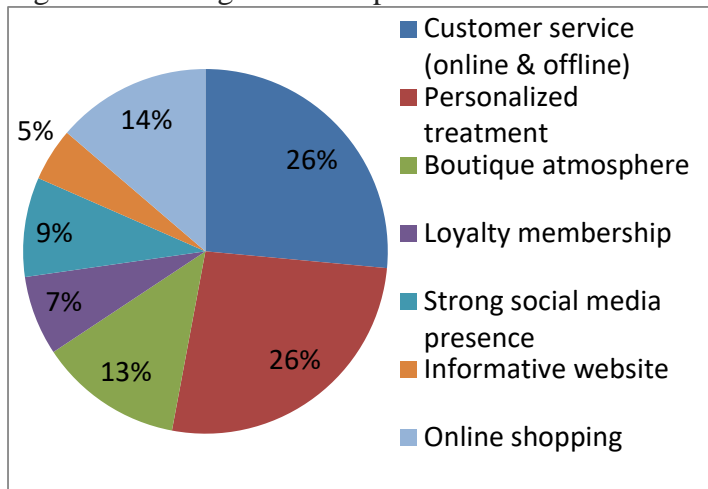 Customer service
(online & offline)
Personalized
treatment
Boutique atmosphere
Loyalty membership
Strong social media
presence
Informative website
Online shopping
26%
26%
13%
7%
9%
5%
14%